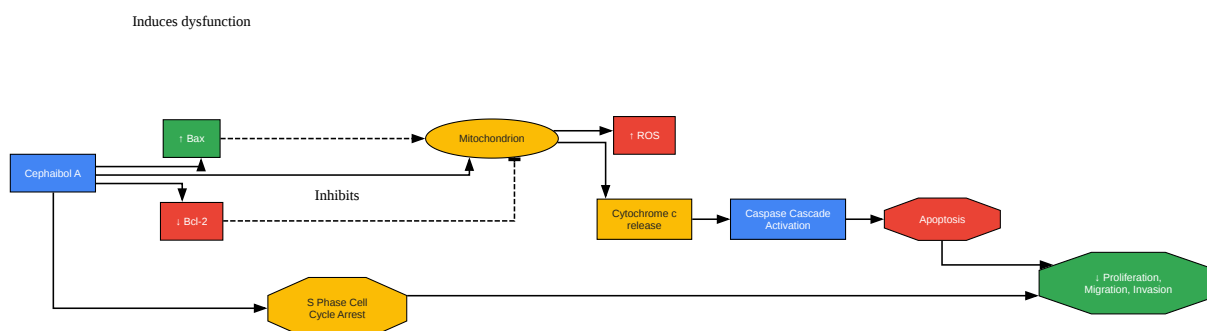 Induces dysfunction
↑ Bax
Mitochondrion
↑ ROS
Cephaibol A
Inhibits
↓ Bcl-2
Cytochrome c
release
Caspase Cascade
Activation
Apoptosis
↓ Proliferation,
Migration, Invasion
S Phase Cell
Cycle Arrest